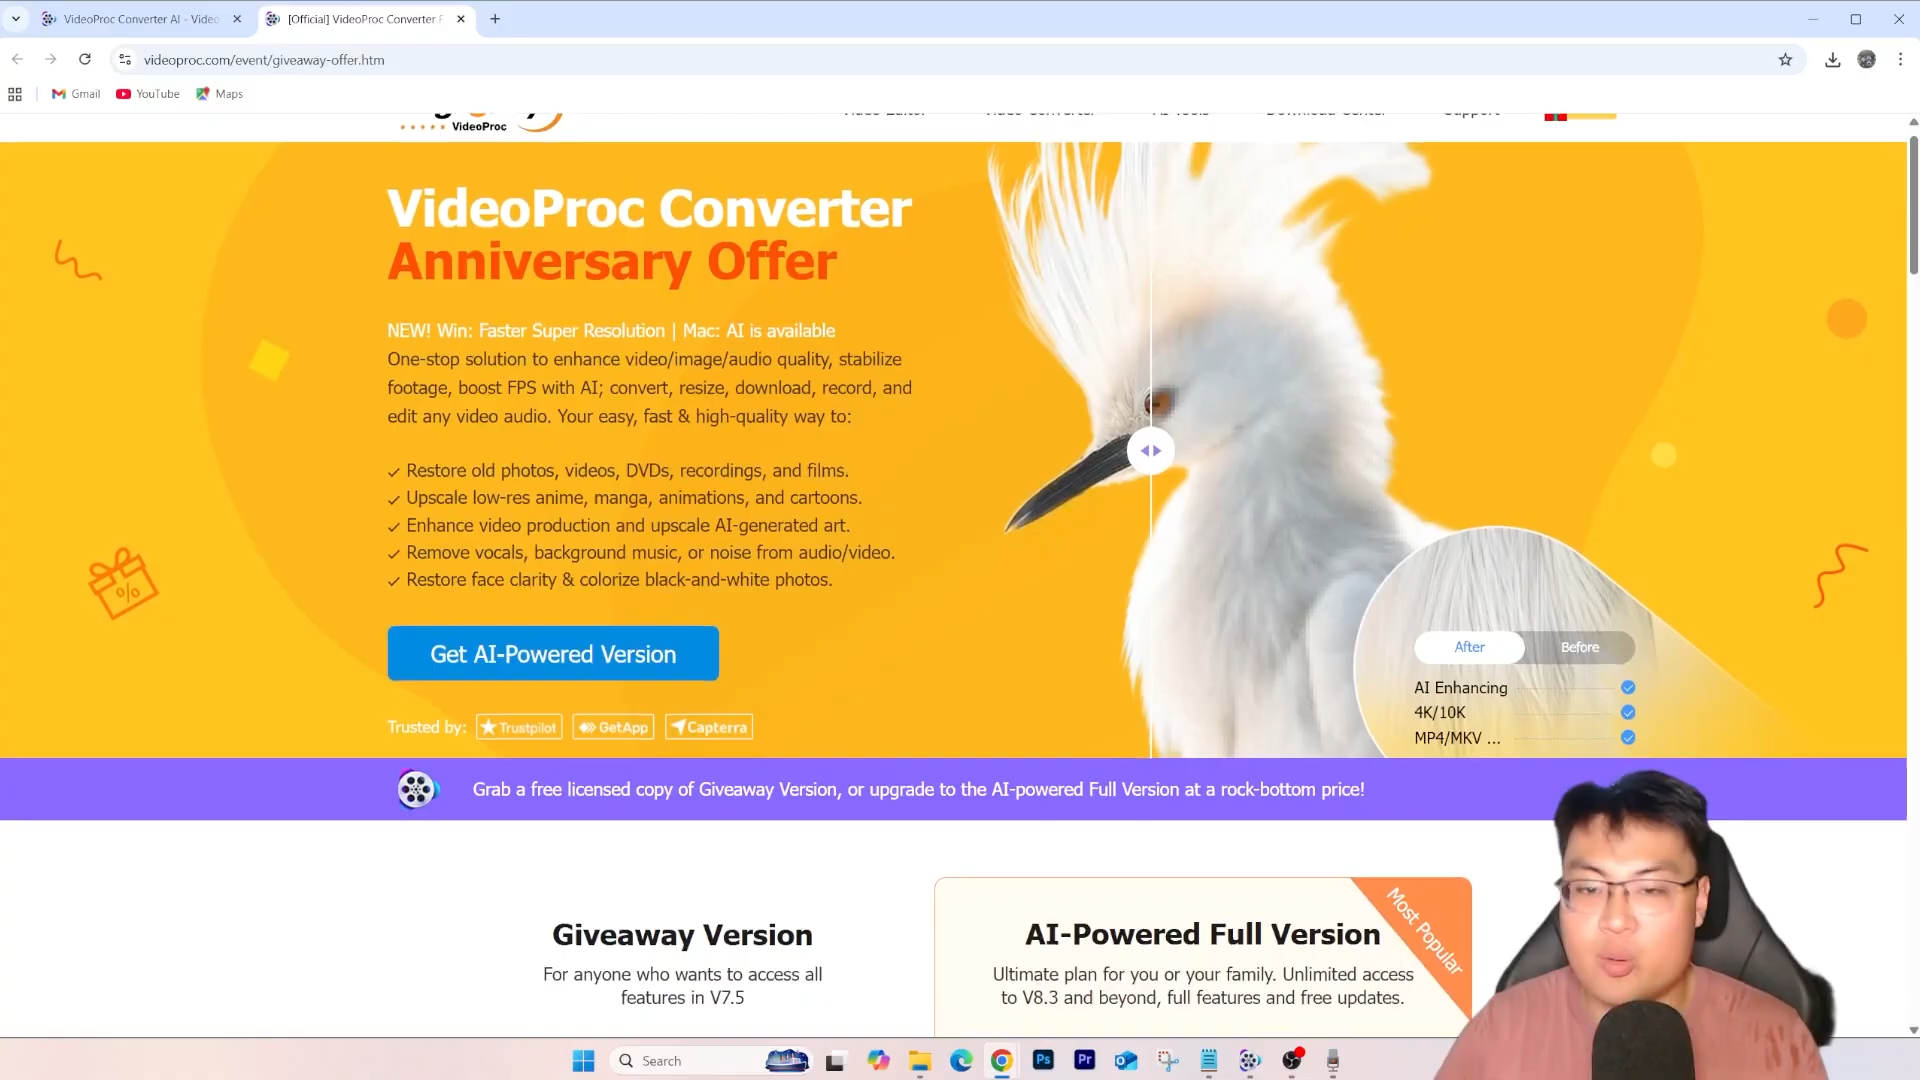 VideoProc Converter AI - Video
[Official] VideoProc Converter F
videoproc.com/event/giveaway-offer.htm
Gmail
YouTube
Maps
VideoProc
Video Editor
Video Converter
AI Tools
Download Center
Support
VideoProc Converter
Anniversary Offer
NEW! Win: Faster Super Resolution | Mac: AI is available
One-stop solution to enhance video/image/audio quality, stabilize
footage, boost FPS with AI; convert, resize, download, record, and
edit any video audio. Your easy, fast & high-quality way to:
Restore old photos, videos, DVDs, recordings, and films.
Upscale low-res anime, manga, animations, and cartoons.
Enhance video production and upscale AI-generated art.
Remove vocals, background music, or noise from audio/video.
Restore face clarity & colorize black-and-white photos.
Get AI-Powered Version
Trusted by:
Trustpilot
GetApp
Capterra
%
After
Before
AI Enhancing
4K/10K
MP4/MKV ...
Grab a free licensed copy of Giveaway Version, or upgrade to the AI-powered Full Version at a rock-bottom price!
Giveaway Version
For anyone who wants to access all
features in V7.5
Most Popular
AI-Powered Full Version
Ultimate plan for you or your family. Unlimited access
to V8.3 and beyond, full features and free updates.
Search
Ps
Pr